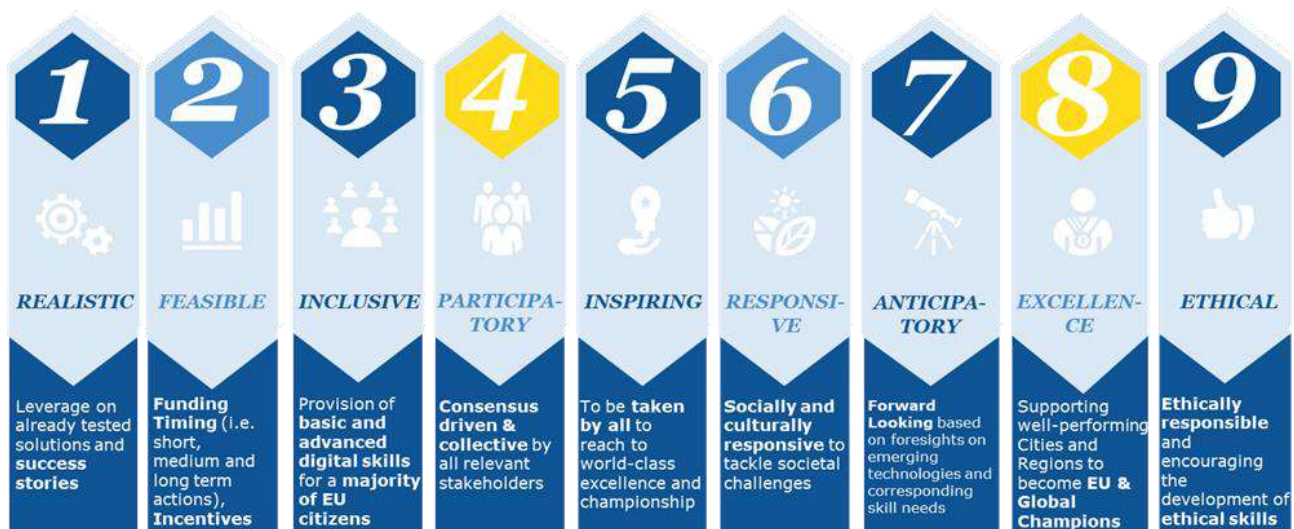 1
REALISTIC
Leverage on
already tested
solutions and
success
stories
2
FEASIBLE
Funding
Timing (i.e.
short,
medium and
long term
actions),
Incentives
3
INCLUSIVE
Provision of
basic and
advanced
digital skills
for a majority
of EU
citizens
4
PARTICIPA-
TORY
Consensus
driven &
collective by
all relevant
stakeholders
5
INSPIRING
To be taken
by all to
reach to
world-class
excellence and
championship
6
RESPONSI-
VE
Socially and
culturally
responsive to
tackle societal
challenges
7
ANTICIPA-
TORY
Forward
Looking based
on foresights on
emerging
technologies and
corresponding
skill needs
8
EXCELLEN-
CE
Supporting
well-performing
Cities and
Regions to
become EU &
Global
Champions
9
ETHICAL
Ethically
responsible
and
encouraging
the
development of
ethical skills